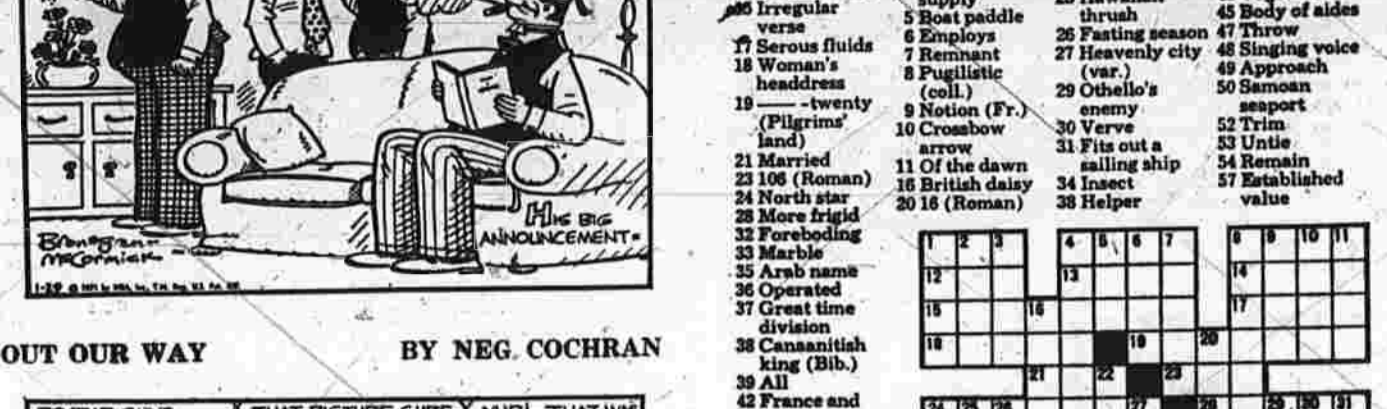 HIS BIG
ANNOUNCEMENT=
Branagan—
McCormick
1-29
OUT OUR WAY
BY NEG. COCHRAN
Irregular
verse
17 Serous fluids
18 Woman's
headdress
19 —— -twenty
(Pilgrims'
land)
21 Married
23 106 (Roman)
24 North star
28 More frigid
32 Foreboding
33 Marble
35 Arab name
36 Operated
37 Great time
division
38 Canaanitish
king (Bib.)
39 All
42 France and
supply
5 Boat paddle
6 Employs
7 Remnant
8 Pugilistic
(coll.)
9 Notion (Fr.)
10 Crossbow
arrow
11 Of the dawn
16 British daisy
20 16 (Roman)
thrush
26 Fasting season
27 Heavenly city
(var.)
29 Othello's
enemy
30 Verve
31 Fits out a
sailing ship
34 Insect
38 Helper
45 Body of aides
47 Throw
48 Singing voice
49 Approach
50 Samoan
seaport
52 Trim
53 Untie
54 Remain
57 Established
value
1 2 3 4 5 6 7 8 9 10 11
12 13 14
15 16 17
18 19 20
21 22 23
24 25 26 27 28 29 30 31